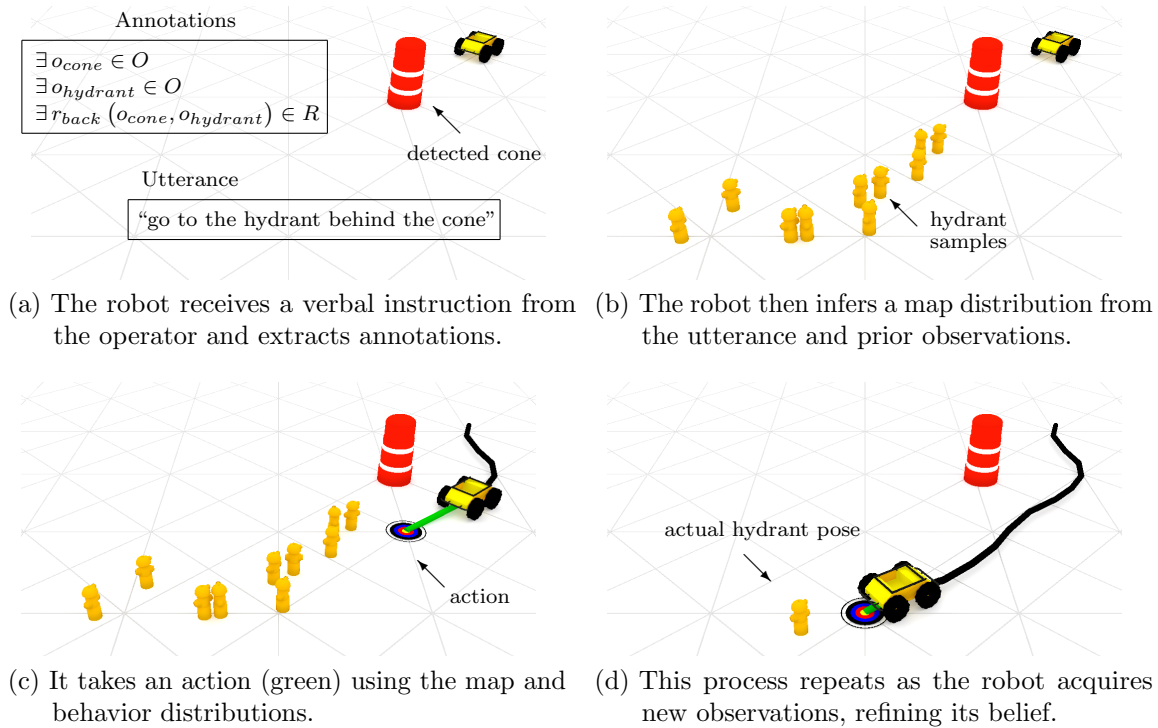 Annotations
∃ o_cone ∈ O
∃ o_hydrant ∈ O
∃ r_back (o_cone, o_hydrant) ∈ R
detected cone
Utterance
“go to the hydrant behind the cone”
(a) The robot receives a verbal instruction from
the operator and extracts annotations.
hydrant
samples
(b) The robot then infers a map distribution from
the utterance and prior observations.
action
(c) It takes an action (green) using the map and
behavior distributions.
actual hydrant pose
(d) This process repeats as the robot acquires
new observations, refining its belief.